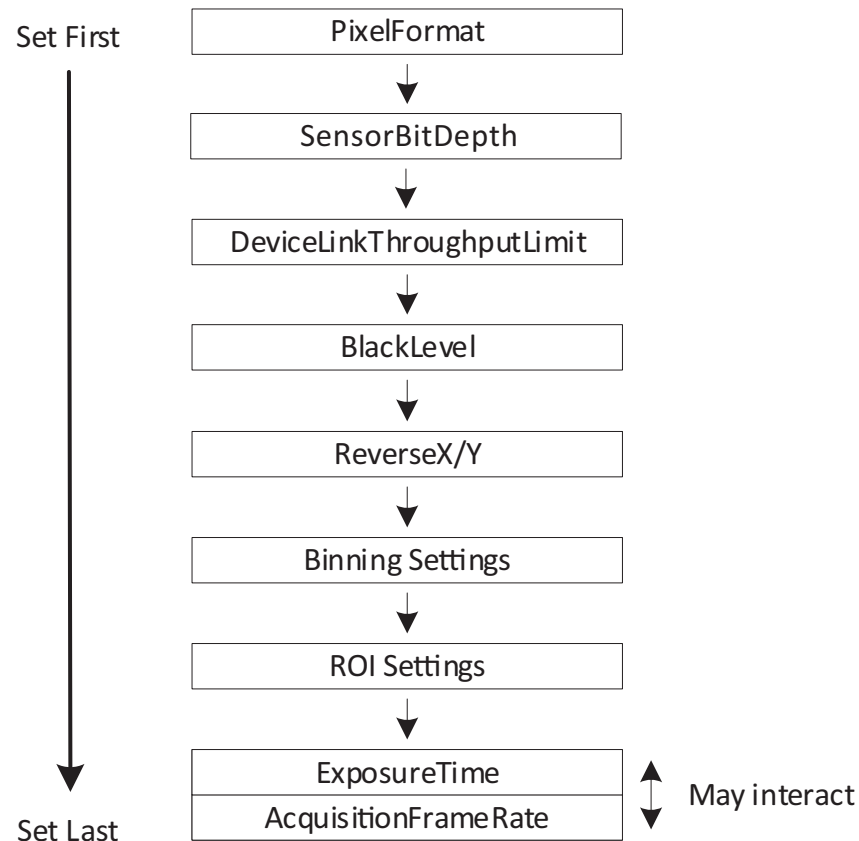 Set First
PixelFormat
SensorBitDepth
DeviceLinkThroughputLimit
BlackLevel
ReverseX/Y
Binning Settings
ROI Settings
ExposureTime
May interact
AcquisitionFrameRate
Set Last